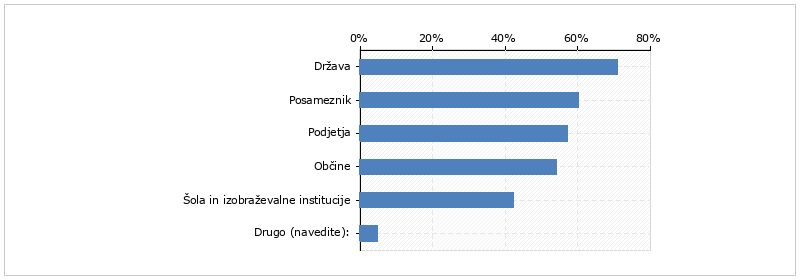 0% 20% 40% 60% 80%
Država
Posameznik
Podjetja
Občine
Šola in izobraževalne institucije
Drugo (navedite):